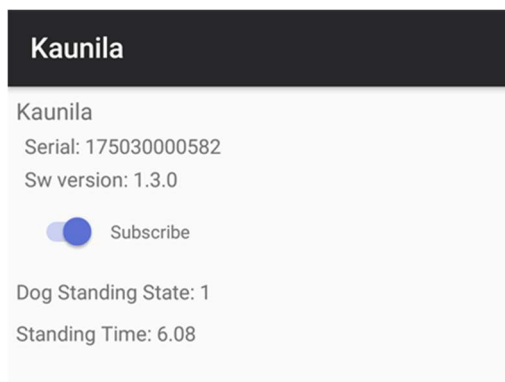 Kaunila
Kaunila
Serial: 175030000582
Sw version: 1.3.0
Subscribe
Dog Standing State: 1
Standing Time: 6.08